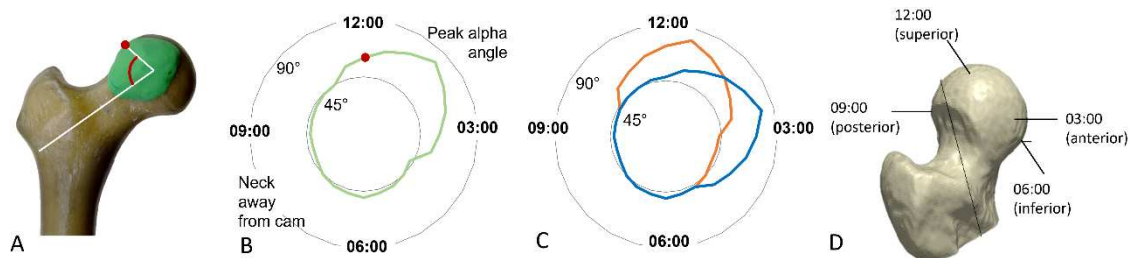 A
12:00
Peak alpha
angle
90°
45°
09:00
03:00
Neck
away
from cam
06:00
B
12:00
90°
45°
09:00
03:00
06:00
C
12:00
(superior)
09:00
(posterior)
03:00
(anterior)
06:00
(inferior)
D